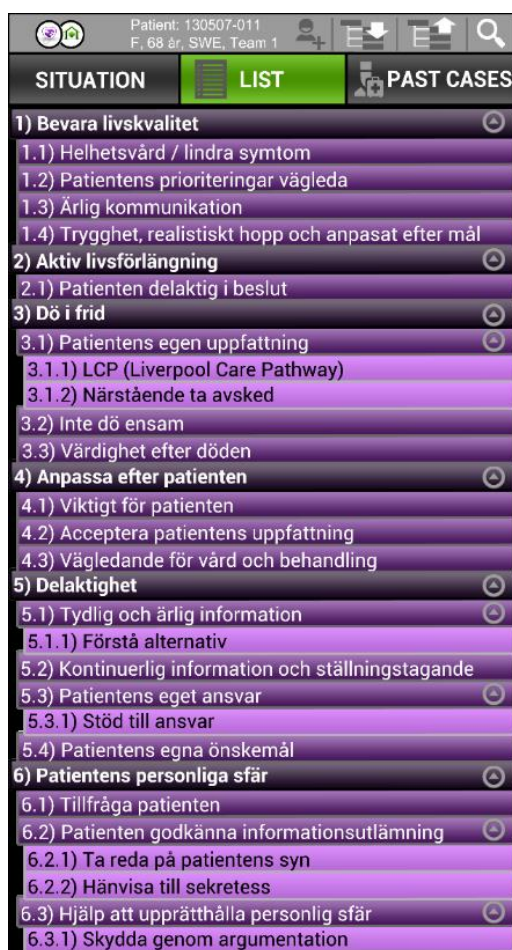 Patient: 130507-011
F, 68 år, SWE, Team 1
SITUATION
LIST
PAST CASES
1) Bevara livskvalitet
1.1) Helhetsvård / lindra symtom
1.2) Patientens prioriteringar vägleda
1.3) Ärlig kommunikation
1.4) Trygghet, realistiskt hopp och anpasat efter mål
2) Aktiv livsförlängning
2.1) Patienten delaktig i beslut
3) Dö i frid
3.1) Patientens egen uppfattning
3.1.1) LCP (Liverpool Care Pathway)
3.1.2) Närstående ta avsked
3.2) Inte dö ensam
3.3) Värdighet efter döden
4) Anpassa efter patienten
4.1) Viktigt för patienten
4.2) Acceptera patientens uppfattning
4.3) Vägledande för vård och behandling
5) Delaktighet
5.1) Tydlig och ärlig information
5.1.1) Förstå alternativ
5.2) Kontinuerlig information och ställningstagande
5.3) Patientens eget ansvar
5.3.1) Stöd till ansvar
5.4) Patientens egna önskemål
6) Patientens personliga sfär
6.1) Tillfråga patienten
6.2) Patienten godkänna informationsutlämning
6.2.1) Ta reda på patientens syn
6.2.2) Hänvisa till sekretess
6.3) Hjälp att upprätthålla personlig sfär
6.3.1) Skydda genom argumentation